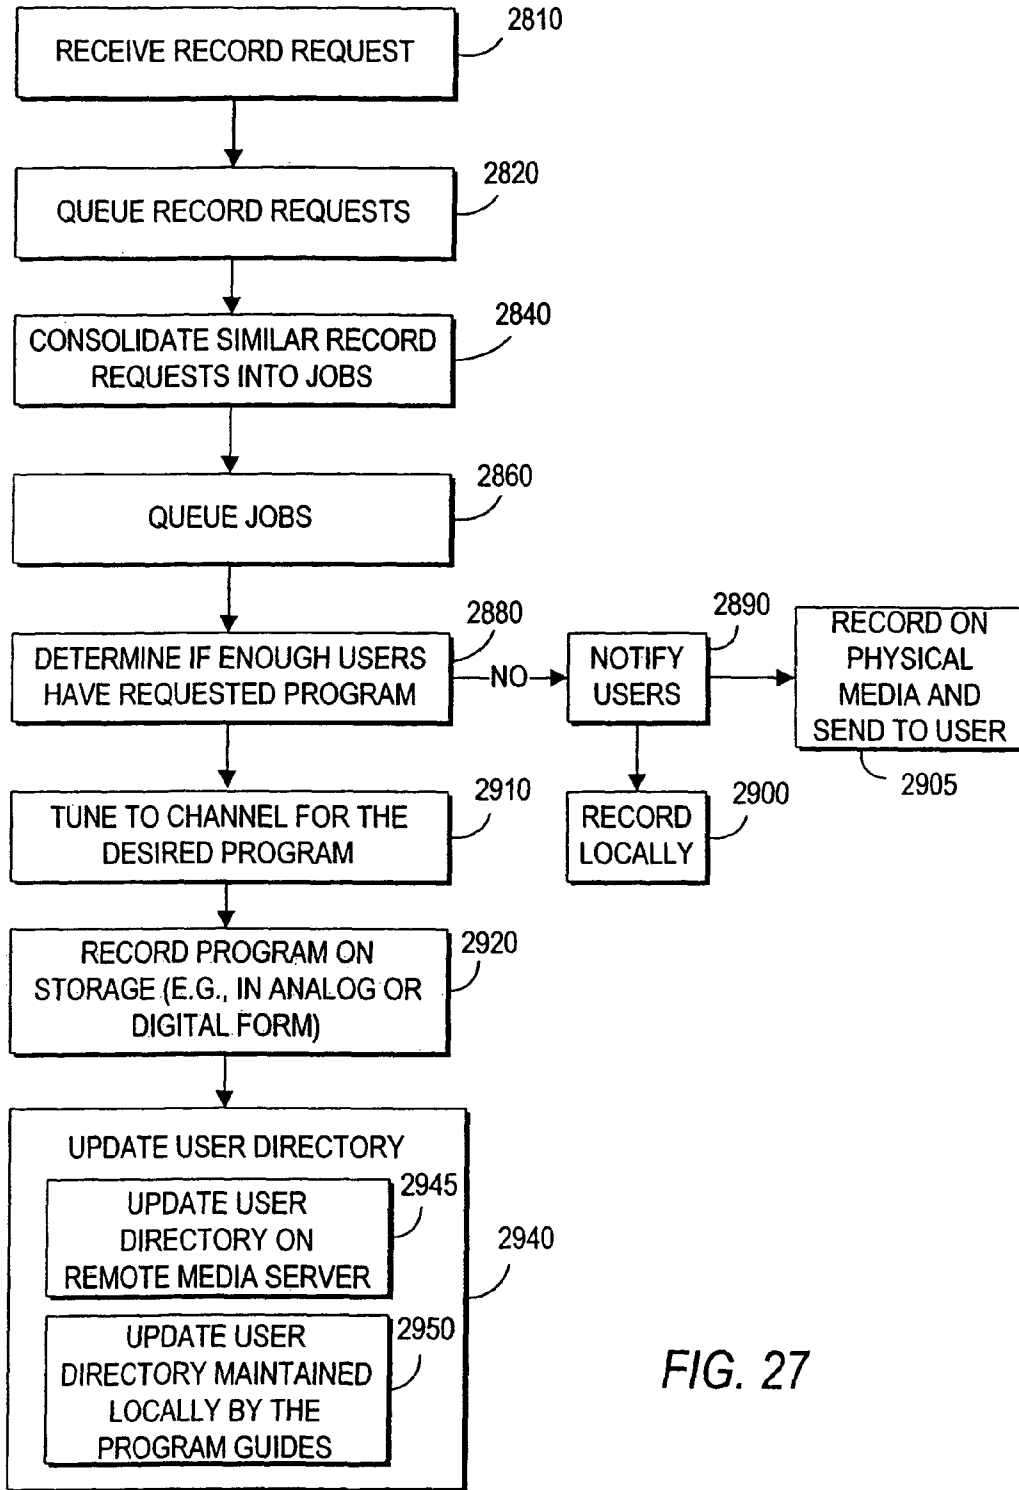 RECEIVE RECORD REQUEST
2810
QUEUE RECORD REQUESTS
2820
CONSOLIDATE SIMILAR RECORD
REQUESTS INTO JOBS
2840
QUEUE JOBS
2860
DETERMINE IF ENOUGH USERS
HAVE REQUESTED PROGRAM
2880
NO
NOTIFY
USERS
2890
RECORD ON
PHYSICAL
MEDIA AND
SEND TO USER
2905
RECORD
LOCALLY
2900
TUNE TO CHANNEL FOR THE
DESIRED PROGRAM
2910
RECORD PROGRAM ON
STORAGE (E.G., IN ANALOG OR
DIGITAL FORM)
2920
UPDATE USER DIRECTORY
2940
UPDATE USER
DIRECTORY ON
REMOTE MEDIA SERVER
2945
UPDATE USER
DIRECTORY MAINTAINED
LOCALLY BY THE
PROGRAM GUIDES
2950
FIG. 27